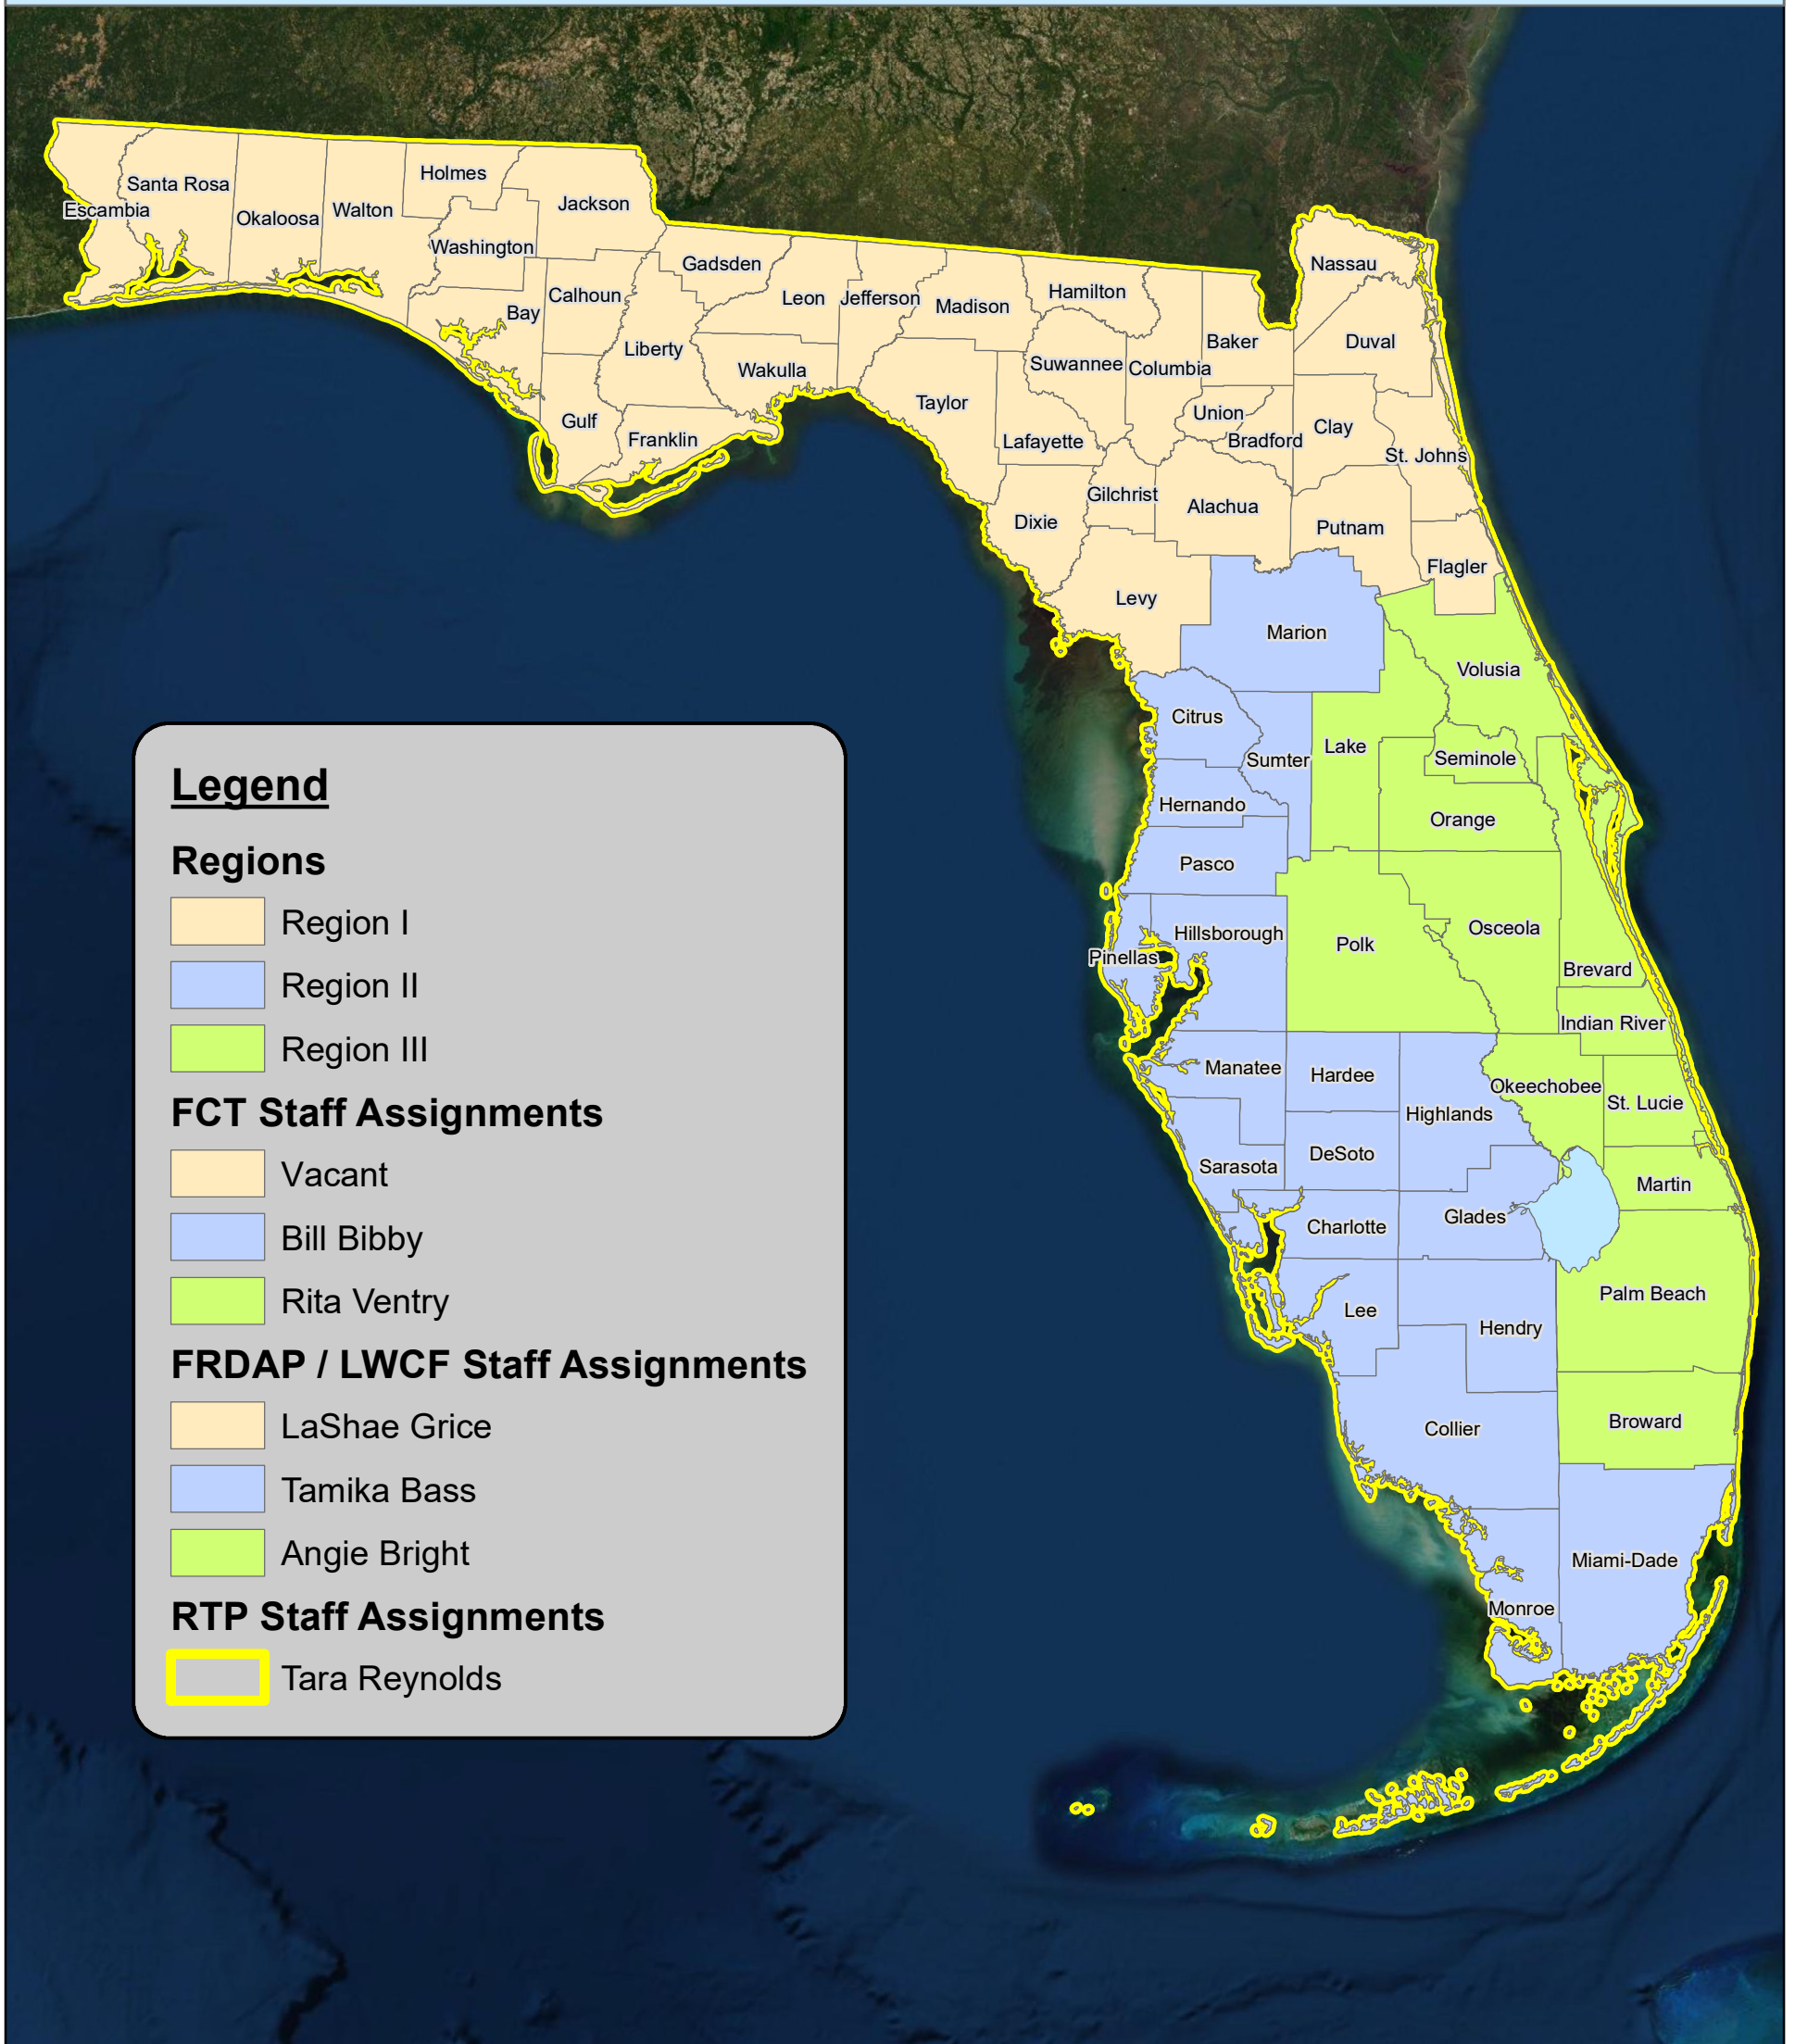 Santa Rosa
Escambia
Okaloosa
Walton
Holmes
Jackson
Washington
Bay
Calhoun
Gadsden
Liberty
Gulf
Franklin
Leon
Jefferson
Wakulla
Madison
Taylor
Hamilton
Suwannee
Columbia
Lafayette
Baker
Nassau
Duval
Union
Bradford
Clay
St. Johns
Gilchrist
Alachua
Dixie
Putnam
Flagler
Levy
Marion
Volusia
Citrus
Sumter
Lake
Seminole
Hernando
Orange
Pasco
Hillsborough
Pinellas
Polk
Osceola
Brevard
Indian River
Manatee
Hardee
Highlands
Okeechobee
St. Lucie
Sarasota
DeSoto
Martin
Charlotte
Glades
Lee
Hendry
Palm Beach
Collier
Broward
Miami-Dade
Monroe
Legend
Regions
Region I
Region II
Region III
FCT Staff Assignments
Vacant
Bill Bibby
Rita Ventry
FRDAP / LWCF Staff Assignments
LaShae Grice
Tamika Bass
Angie Bright
RTP Staff Assignments
Tara Reynolds